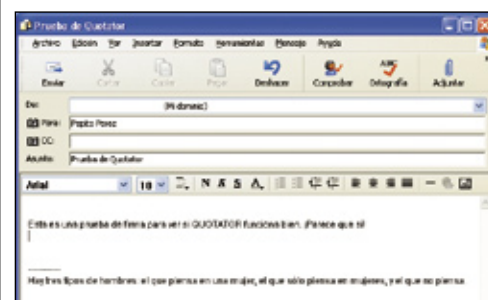 Prueba de Quotator
Archivo Edición Ver Insertar Formato Herramientas Mensaje Ayuda
Enviar Cortar Copiar Pegar Deshacer Comprobar Ortografía Adjuntar
De: (Mi dominio)
Para: Pepito Perez
CC:
Asunto: Prueba de Quotator
Arial 10 N K S A
Esta es una prueba de firma para ver si QUOTATOR funciona bien. ¡Parece que sí!
Hay tres tipos de hombres: el que piensa en una mujer, el que sólo piensa en mujeres, y el que no piensa